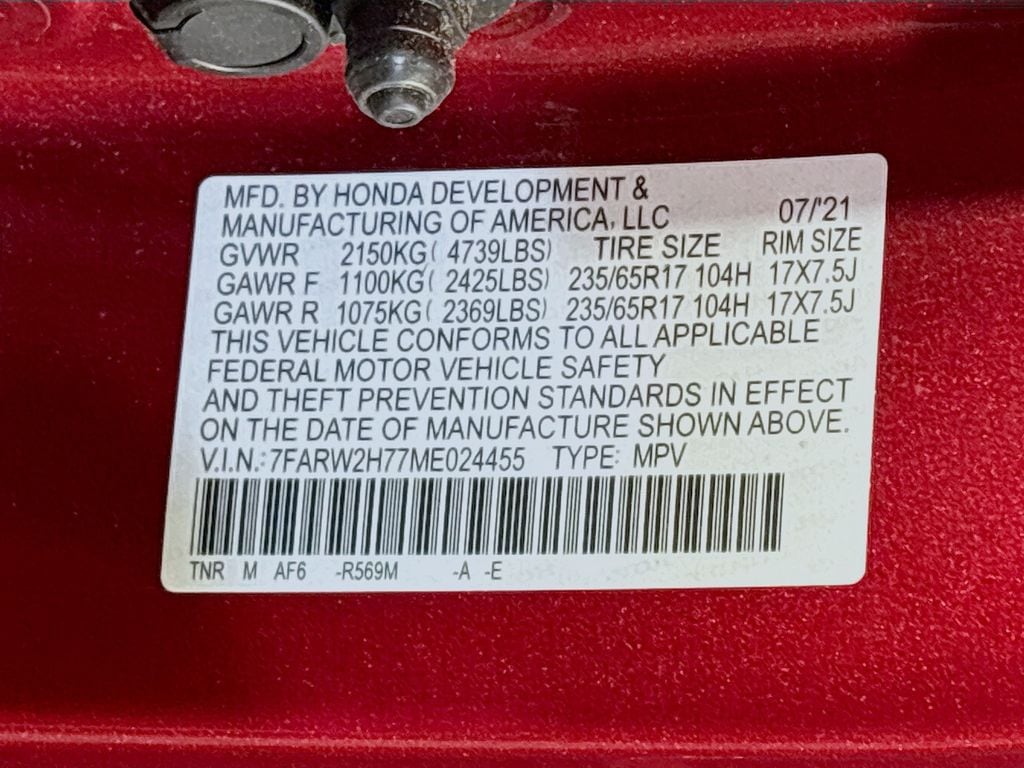 MFD. BY HONDA DEVELOPMENT &
MANUFACTURING OF AMERICA, LLC 07/'21
GVWR 2150KG( 4739LBS) TIRE SIZE RIM SIZE
GAWR F 1100KG( 2425LBS) 235/65R17 104H 17X7.5J
GAWR R 1075KG( 2369LBS) 235/65R17 104H 17X7.5J
THIS VEHICLE CONFORMS TO ALL APPLICABLE
FEDERAL MOTOR VEHICLE SAFETY
AND THEFT PREVENTION STANDARDS IN EFFECT
ON THE DATE OF MANUFACTURE SHOWN ABOVE.
V.I.N.: 7FARW2H77ME024455 TYPE: MPV
TNR M AF6 -R569M -A -E